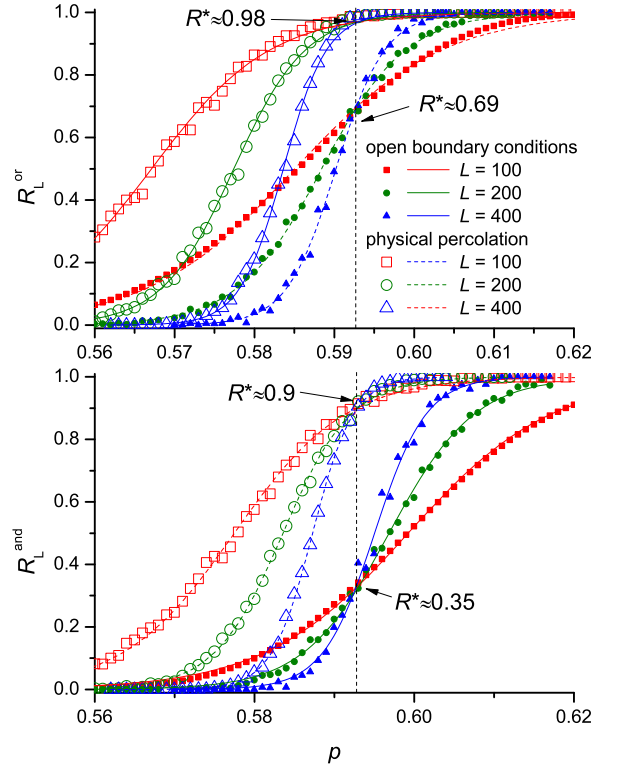 1.0
R*≈0.98
0.8
R*≈0.69
0.6
open boundary conditions
L = 100
0.4
L = 200
L = 400
physical percolation
0.2
L = 100
L = 200
L = 400
0.0
0.56 0.57 0.58 0.59 0.60 0.61 0.62
R_L^or
1.0
R*≈0.9
0.8
0.6
0.4
R*≈0.35
0.2
0.0
0.56 0.58 0.60 0.62
R_L^and
p